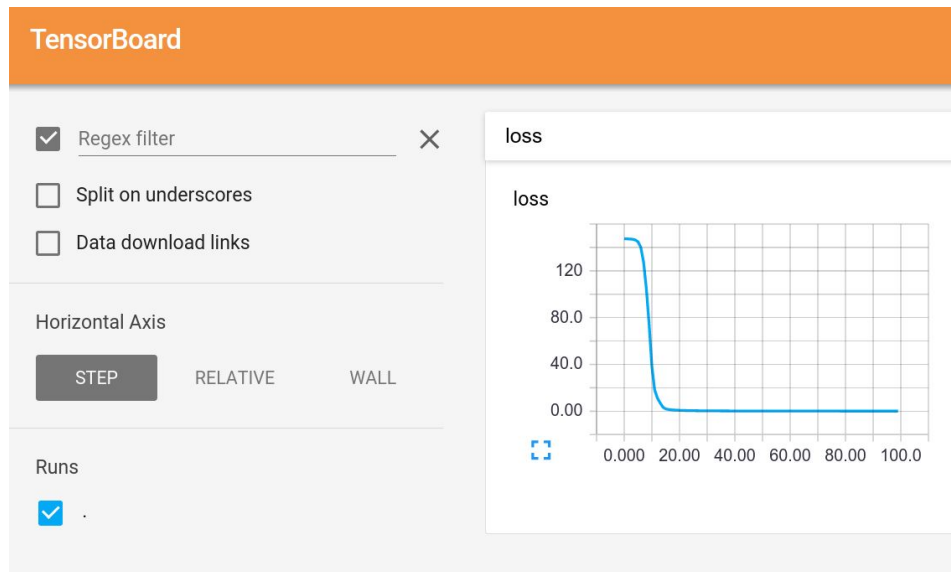 TensorBoard
Regex filter
Split on underscores
Data download links
Horizontal Axis
STEP RELATIVE WALL
Runs
.
loss
loss
120
80.0
40.0
0.00
0.000 20.00 40.00 60.00 80.00 100.0